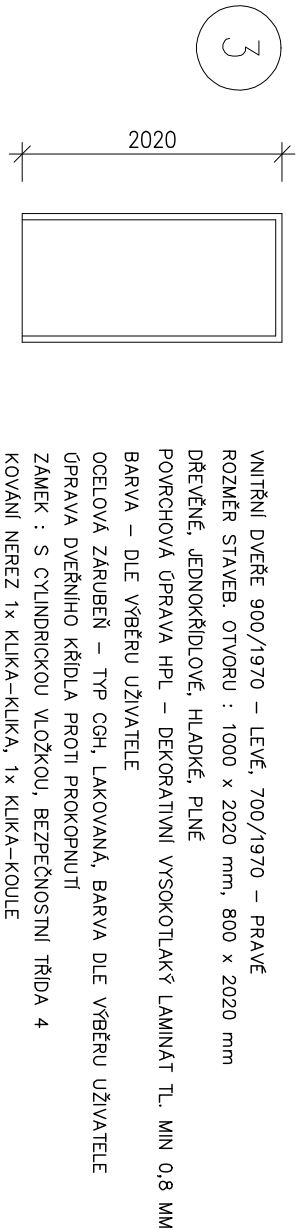 3
2020
VNITŘNÍ DVEŘE 900/1970 – LEVÉ, 700/1970 – PRAVÉ
ROZMĚR STAVEB. OTVORU : 1000 x 2020 mm, 800 x 2020 mm
DŘEVĚNÉ, JEDNOKŘÍDLOVÉ, HLADKÉ, PLNÉ
POVRCHOVÁ ÚPRAVA HPL – DEKORATIVNÍ VYSOKOTLAKÝ LAMINÁT TL. MIN 0,8 MM
BARVA – DLE VÝBĚRU UŽIVATELE
OCELOVÁ ZÁRUBEŇ – TYP CGH, LAKOVANÁ, BARVA DLE VÝBĚRU UŽIVATELE
ÚPRAVA DVEŘNÍHO KŘÍDLA PROTI PROKOPNUTÍ
ZÁMEK : S CYLINDRICKOU VLOŽKOU, BEZPEČNOSTNÍ TŘÍDA 4
KOVÁNÍ NEREZ 1x KLIKA–KLIKA, 1x KLIKA–KOULE